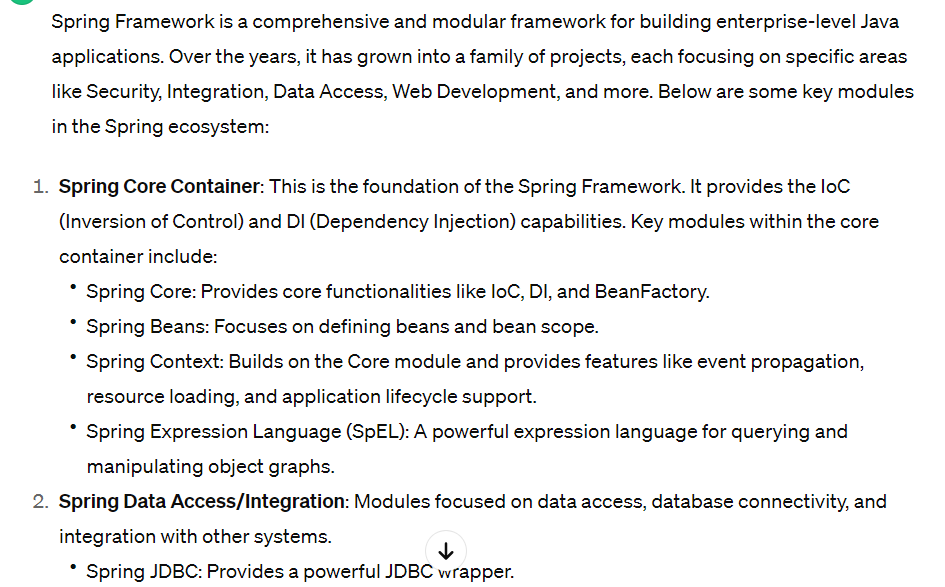 Spring Framework is a comprehensive and modular framework for building enterprise-level Java
applications. Over the years, it has grown into a family of projects, each focusing on specific areas
like Security, Integration, Data Access, Web Development, and more. Below are some key modules
in the Spring ecosystem:
1. Spring Core Container: This is the foundation of the Spring Framework. It provides the IoC
(Inversion of Control) and DI (Dependency Injection) capabilities. Key modules within the core
container include:
• Spring Core: Provides core functionalities like IoC, DI, and BeanFactory.
• Spring Beans: Focuses on defining beans and bean scope.
• Spring Context: Builds on the Core module and provides features like event propagation,
resource loading, and application lifecycle support.
• Spring Expression Language (SpEL): A powerful expression language for querying and
manipulating object graphs.
2. Spring Data Access/Integration: Modules focused on data access, database connectivity, and
integration with other systems.
• Spring JDBC: Provides a powerful JDBC wrapper.